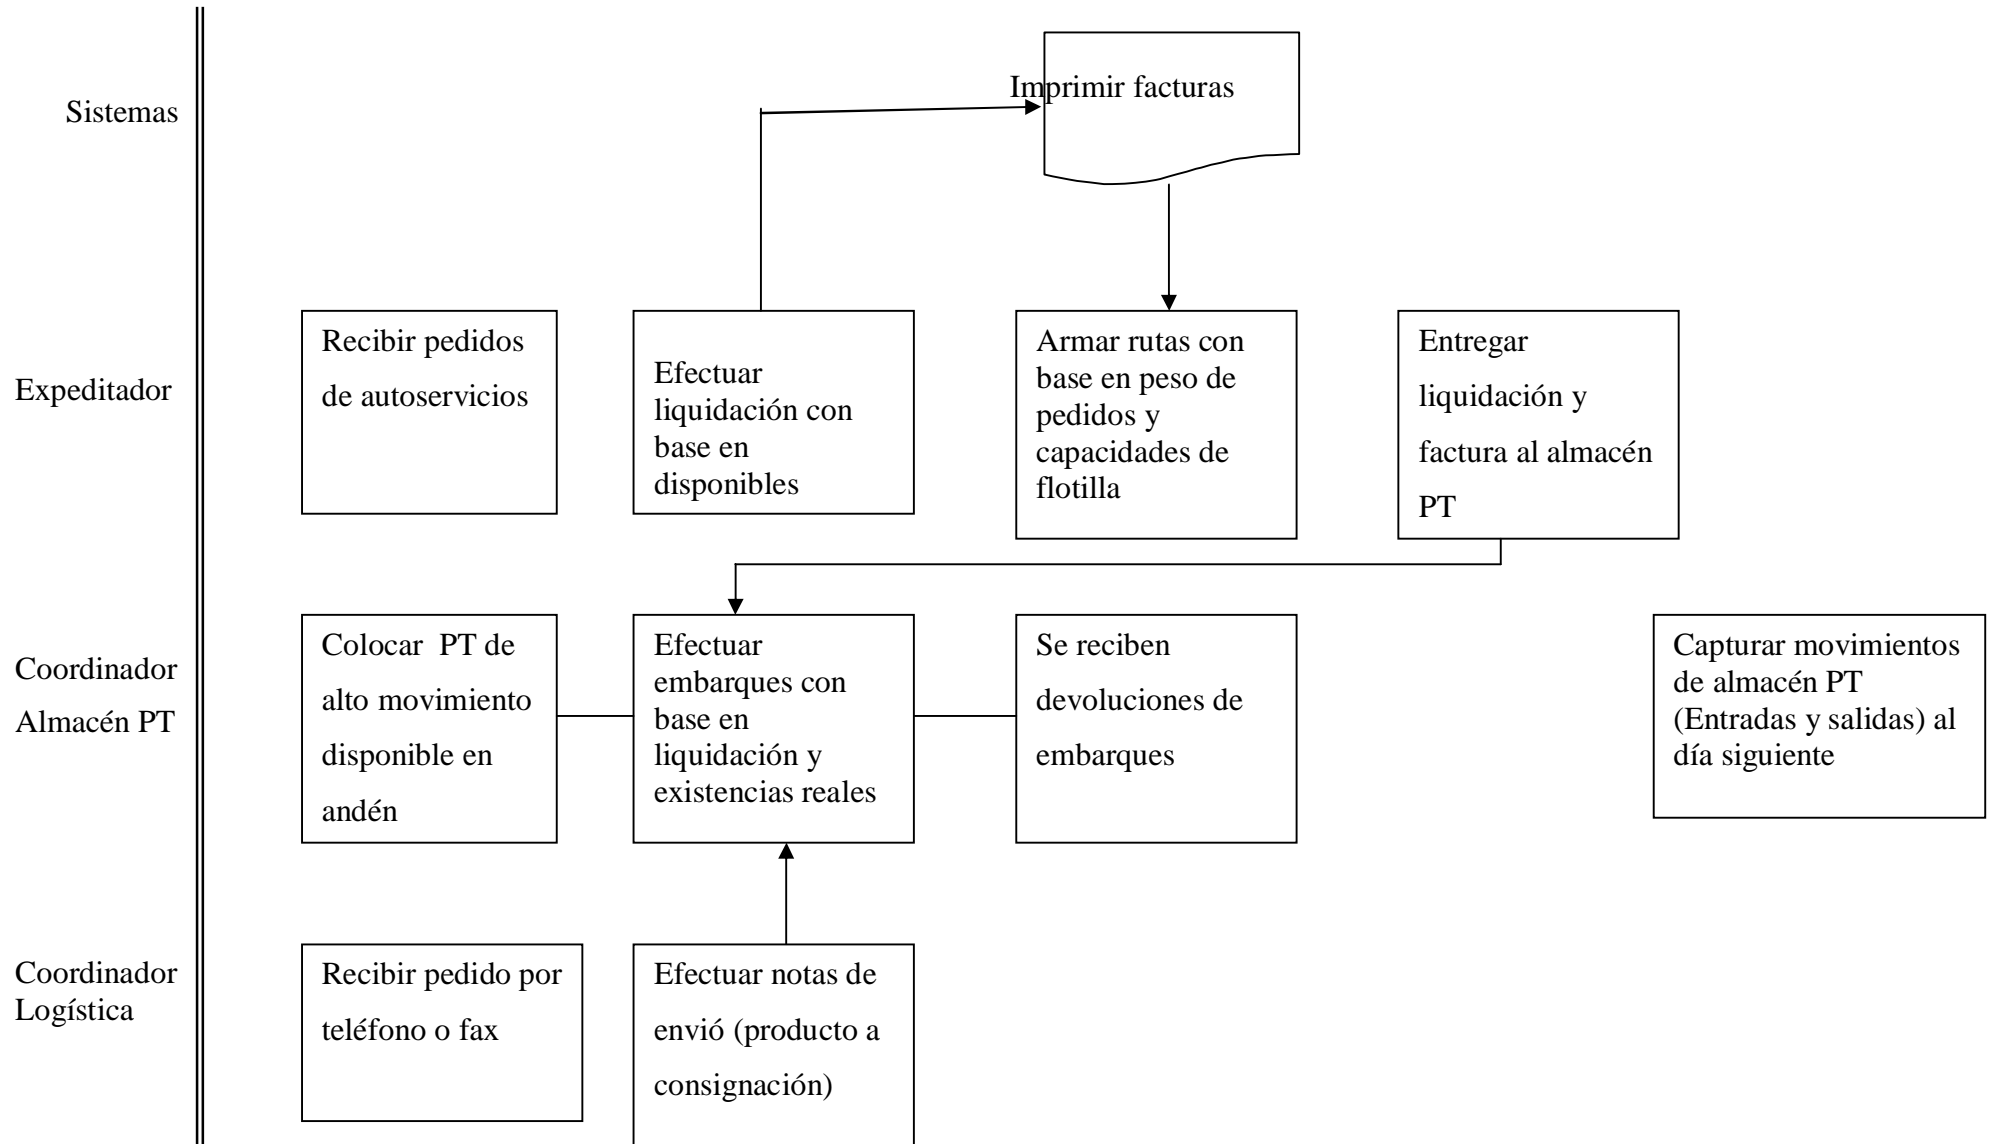 Imprimir facturas
Sistemas
Expeditador
Recibir pedidos
de autoservicios
Efectuar
liquidación con
base en
disponibles
Armar rutas con
base en peso de
pedidos y
capacidades de
flotilla
Entregar
liquidación y
factura al almacén
PT
Coordinador
Almacén PT
Colocar PT de
alto movimiento
disponible en
andén
Efectuar
embarques con
base en
liquidación y
existencias reales
Se reciben
devoluciones de
embarques
Capturar movimientos
de almacén PT
(Entradas y salidas) al
día siguiente
Coordinador
Logística
Recibir pedido por
teléfono o fax
Efectuar notas de
envió (producto a
consignación)